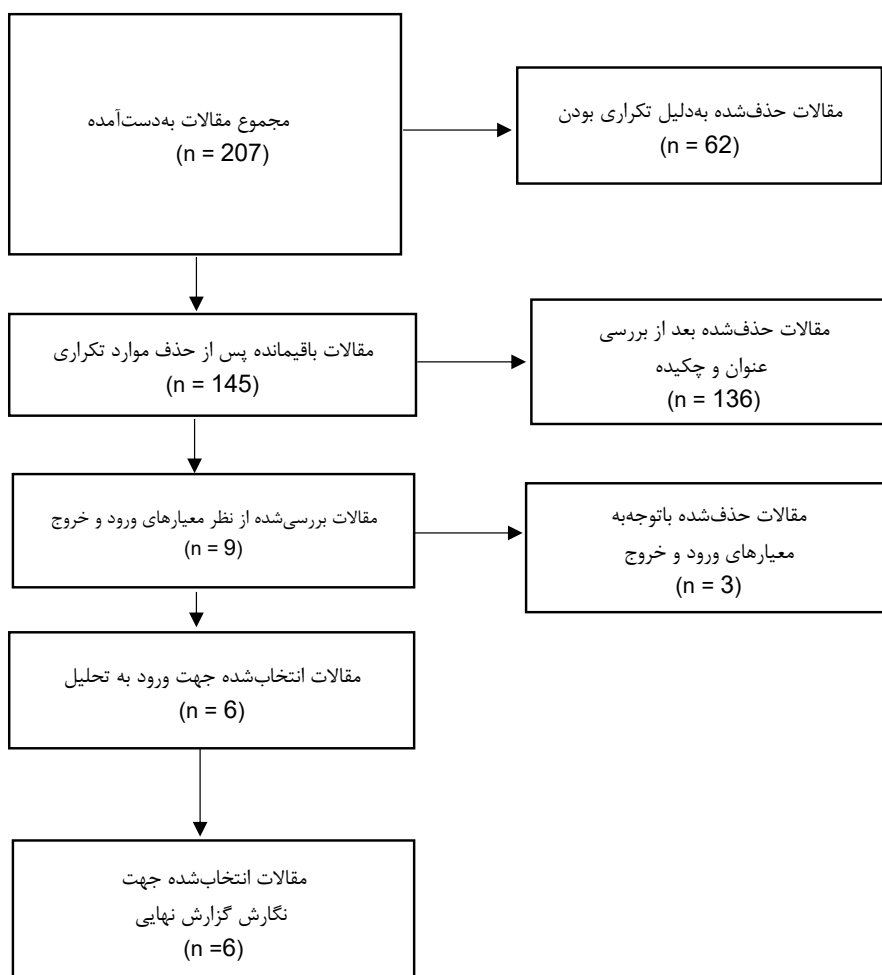 مجموع مقالات به‌دست‌آمده
(n = 207)
مقالات حذف‌شده به‌دلیل تکراری بودن
(n = 62)
مقالات باقیمانده پس از حذف موارد تکراری
(n = 145)
مقالات حذف‌شده بعد از بررسی
عنوان و چکیده
(n = 136)
مقالات بررسی‌شده از نظر معیارهای ورود و خروج
(n = 9)
مقالات حذف‌شده باتوجه‌به
معیارهای ورود و خروج
(n = 3)
مقالات انتخاب‌شده جهت ورود به تحلیل
(n = 6)
مقالات انتخاب‌شده جهت
نگارش گزارش نهایی
(n =6)